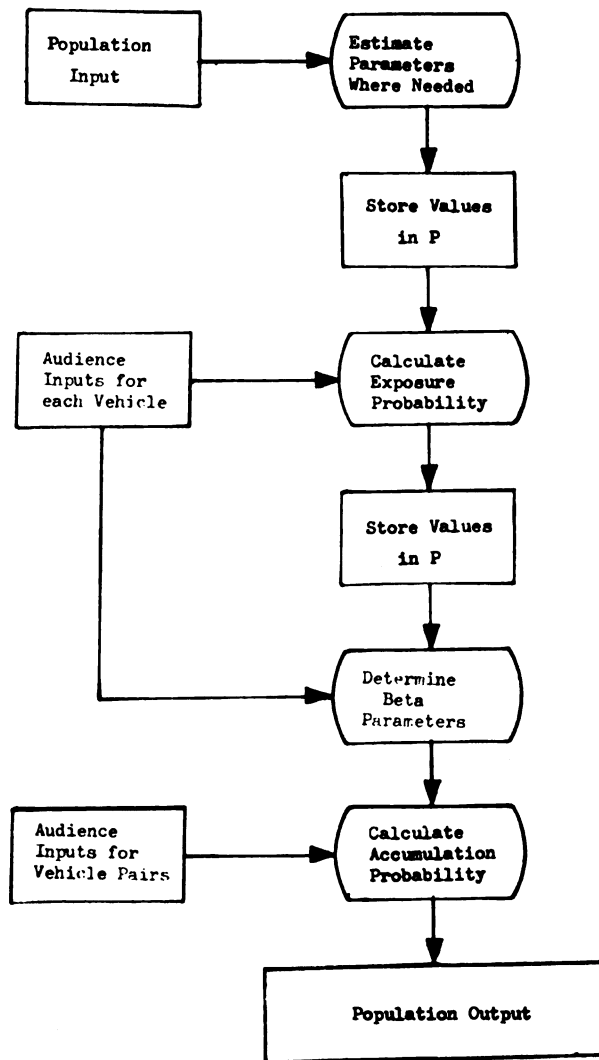 Population
Input
Estimate
Parameters
Where Needed
Store Values
in P
Audience
Inputs for
each Vehicle
Calculate
Exposure
Probability
Store Values
in P
Determine
Beta
Parameters
Audience
Inputs for
Vehicle Pairs
Calculate
Accumulation
Probability
Population Output